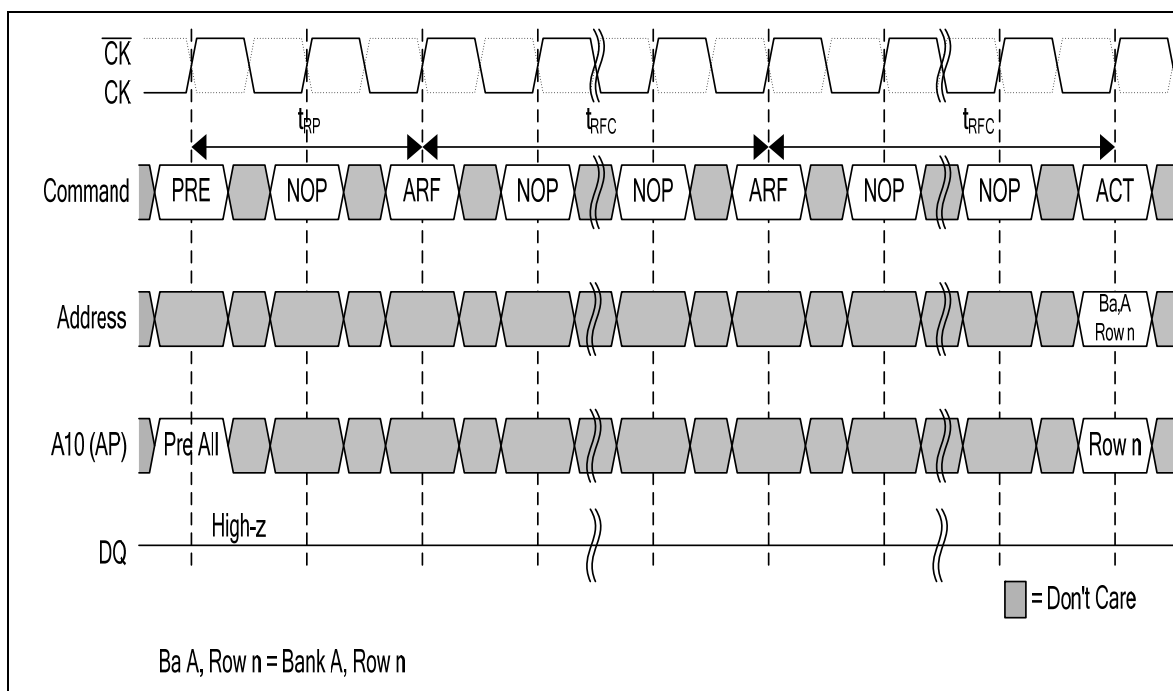 CK
CK
tRP
tRFC
tRFC
Command PRE NOP ARF NOP NOP ARF NOP NOP ACT
Address Ba,A
Row n
A10 (AP) Pre All Row n
High-z
DQ
= Don't Care
Ba A, Row n = Bank A, Row n